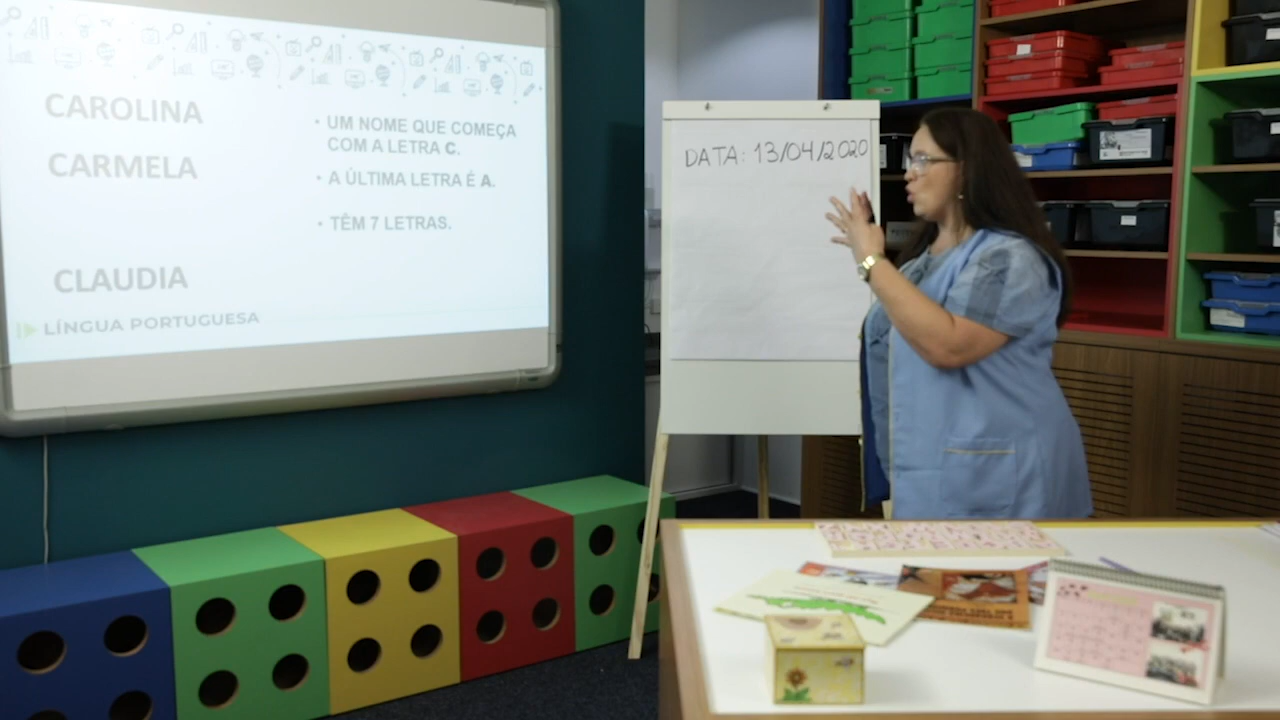 CAROLINA
CARMELA
CLAUDIA
• UM NOME QUE COMEÇA
COM A LETRA C.
• A ÚLTIMA LETRA É A.
• TÊM 7 LETRAS.
LÍNGUA PORTUGUESA
DATA: 13/04/2020